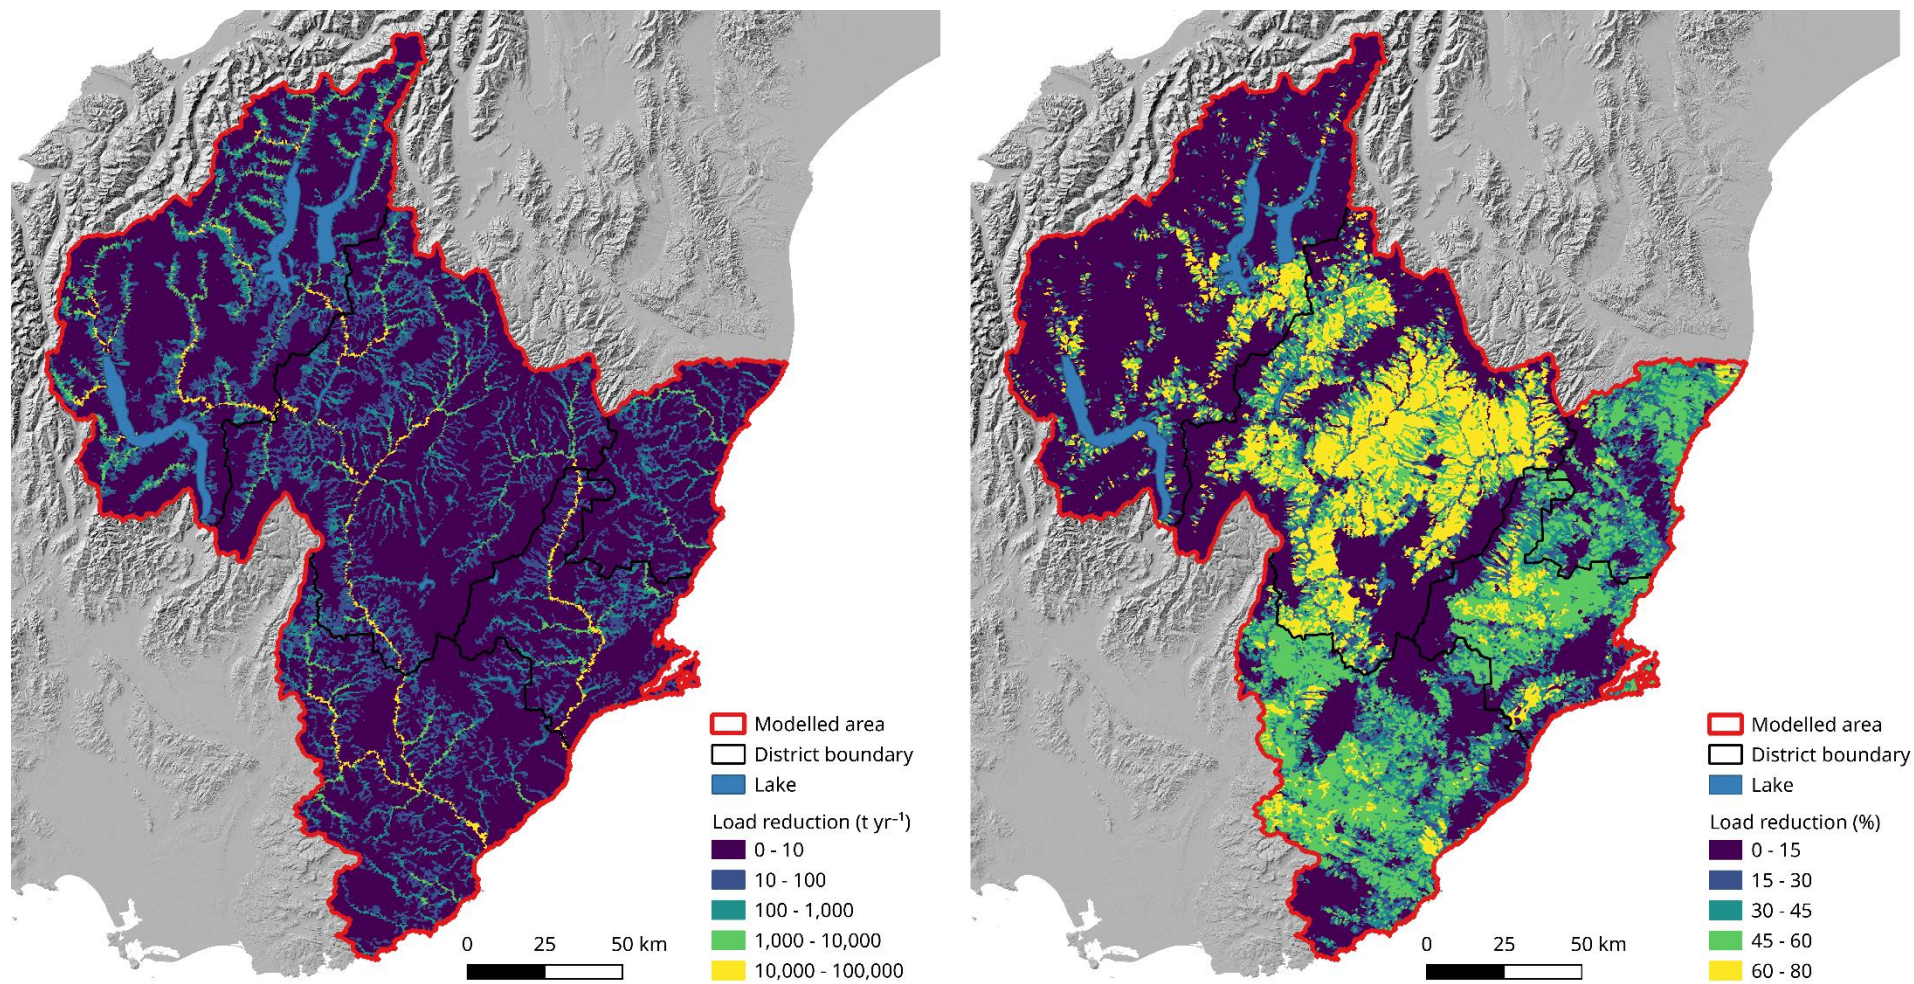 Modelled area
District boundary
Lake
Load reduction (t yr⁻¹)
0 - 10
10 - 100
100 - 1,000
1,000 - 10,000
10,000 - 100,000
0 25 50 km
Modelled area
District boundary
Lake
Load reduction (%)
0 - 15
15 - 30
30 - 45
45 - 60
60 - 80
0 25 50 km